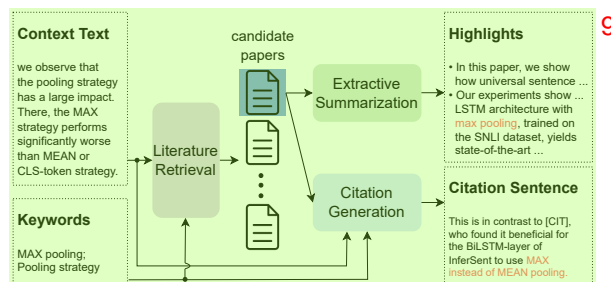 Context Text
we observe that
the pooling strategy
has a large impact.
There, the MAX
strategy performs
significantly worse
than MEAN or
CLS-token strategy.
Keywords
MAX pooling;
Pooling strategy
Literature
Retrieval
candidate
papers
Extractive
Summarization
Citation
Generation
Highlights
• In this paper, we show
how universal sentence ...
• Our experiments show ...
LSTM architecture with
max pooling, trained on
the SNLI dataset, yields
state-of-the-art ...
Citation Sentence
This is in contrast to [CIT],
who found it beneficial for
the BiLSTM-layer of
InferSent to use MAX
instead of MEAN pooling.